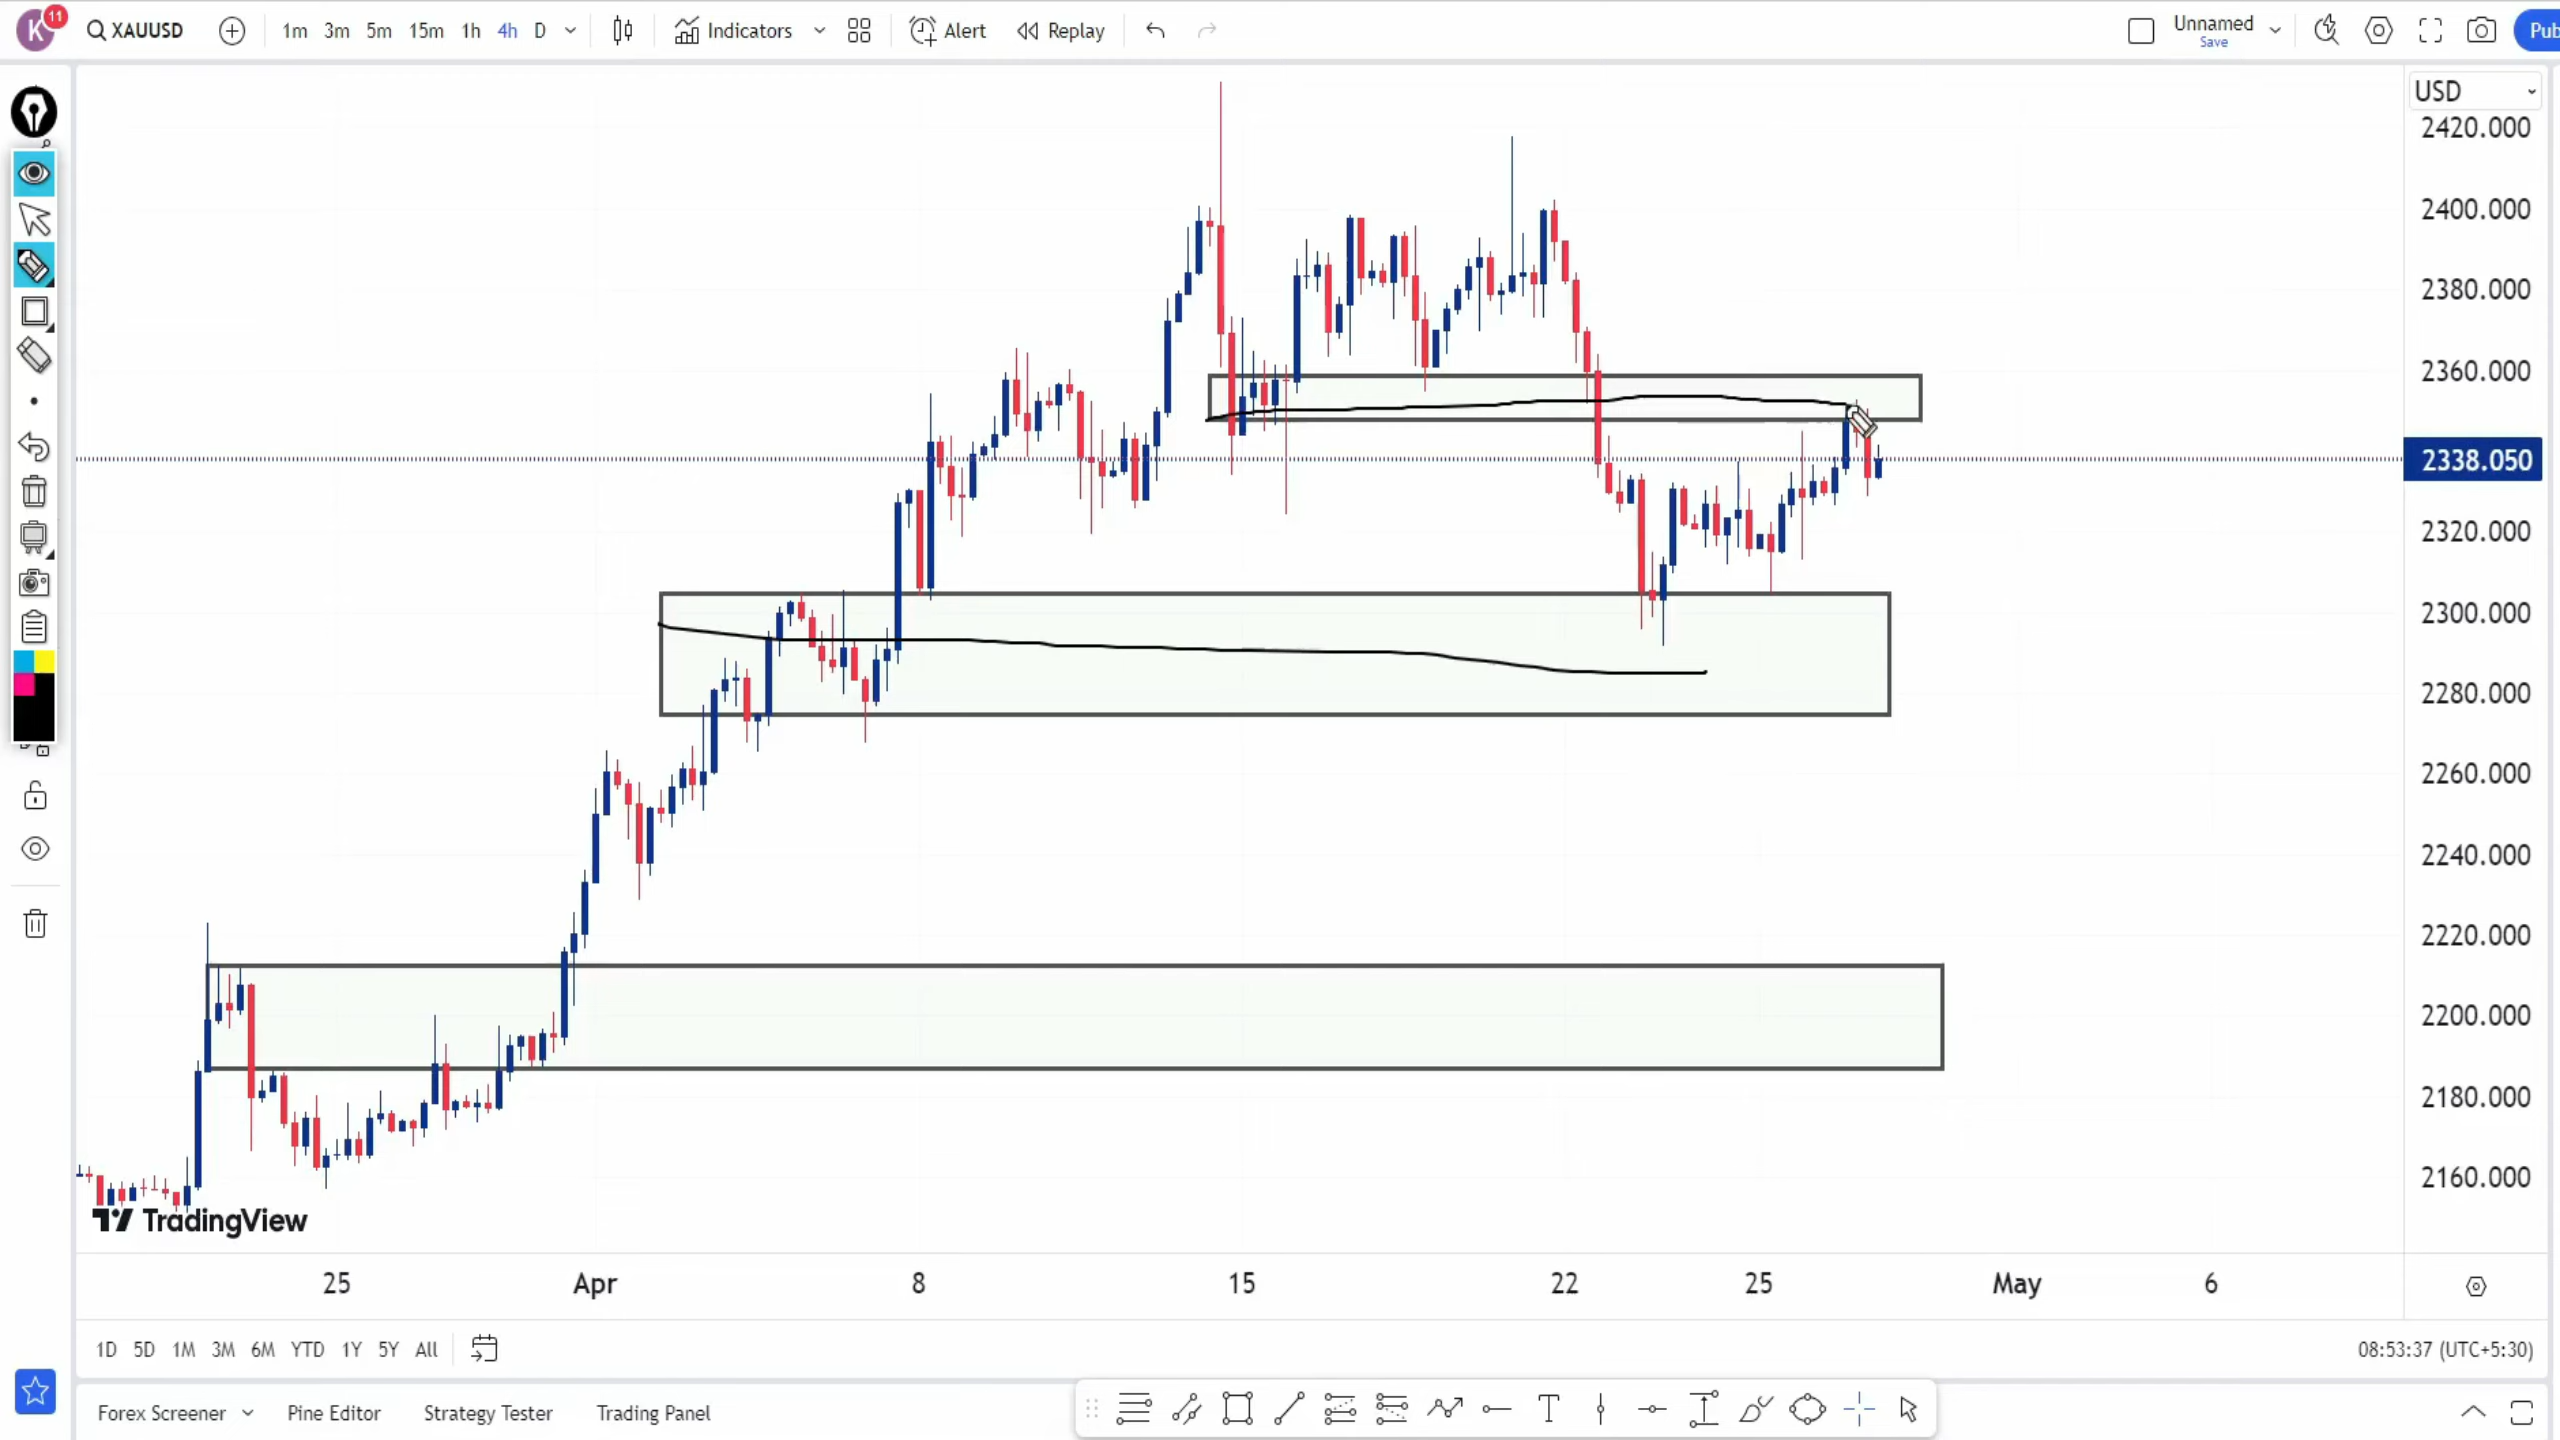 K 11 XAUUSD 1m 3m 5m 15m 1h 4h D Indicators Alert Replay Unnamed Pub
Save
USD
2420.000
2400.000
2380.000
2360.000
2338.050
2320.000
2300.000
2280.000
2260.000
2240.000
2220.000
2200.000
2180.000
2160.000
TradingView
25 Apr 8 15 22 25 May 6
1D 5D 1M 3M 6M YTD 1Y 5Y All 08:53:37 (UTC+5:30)
Forex Screener Pine Editor Strategy Tester Trading Panel T